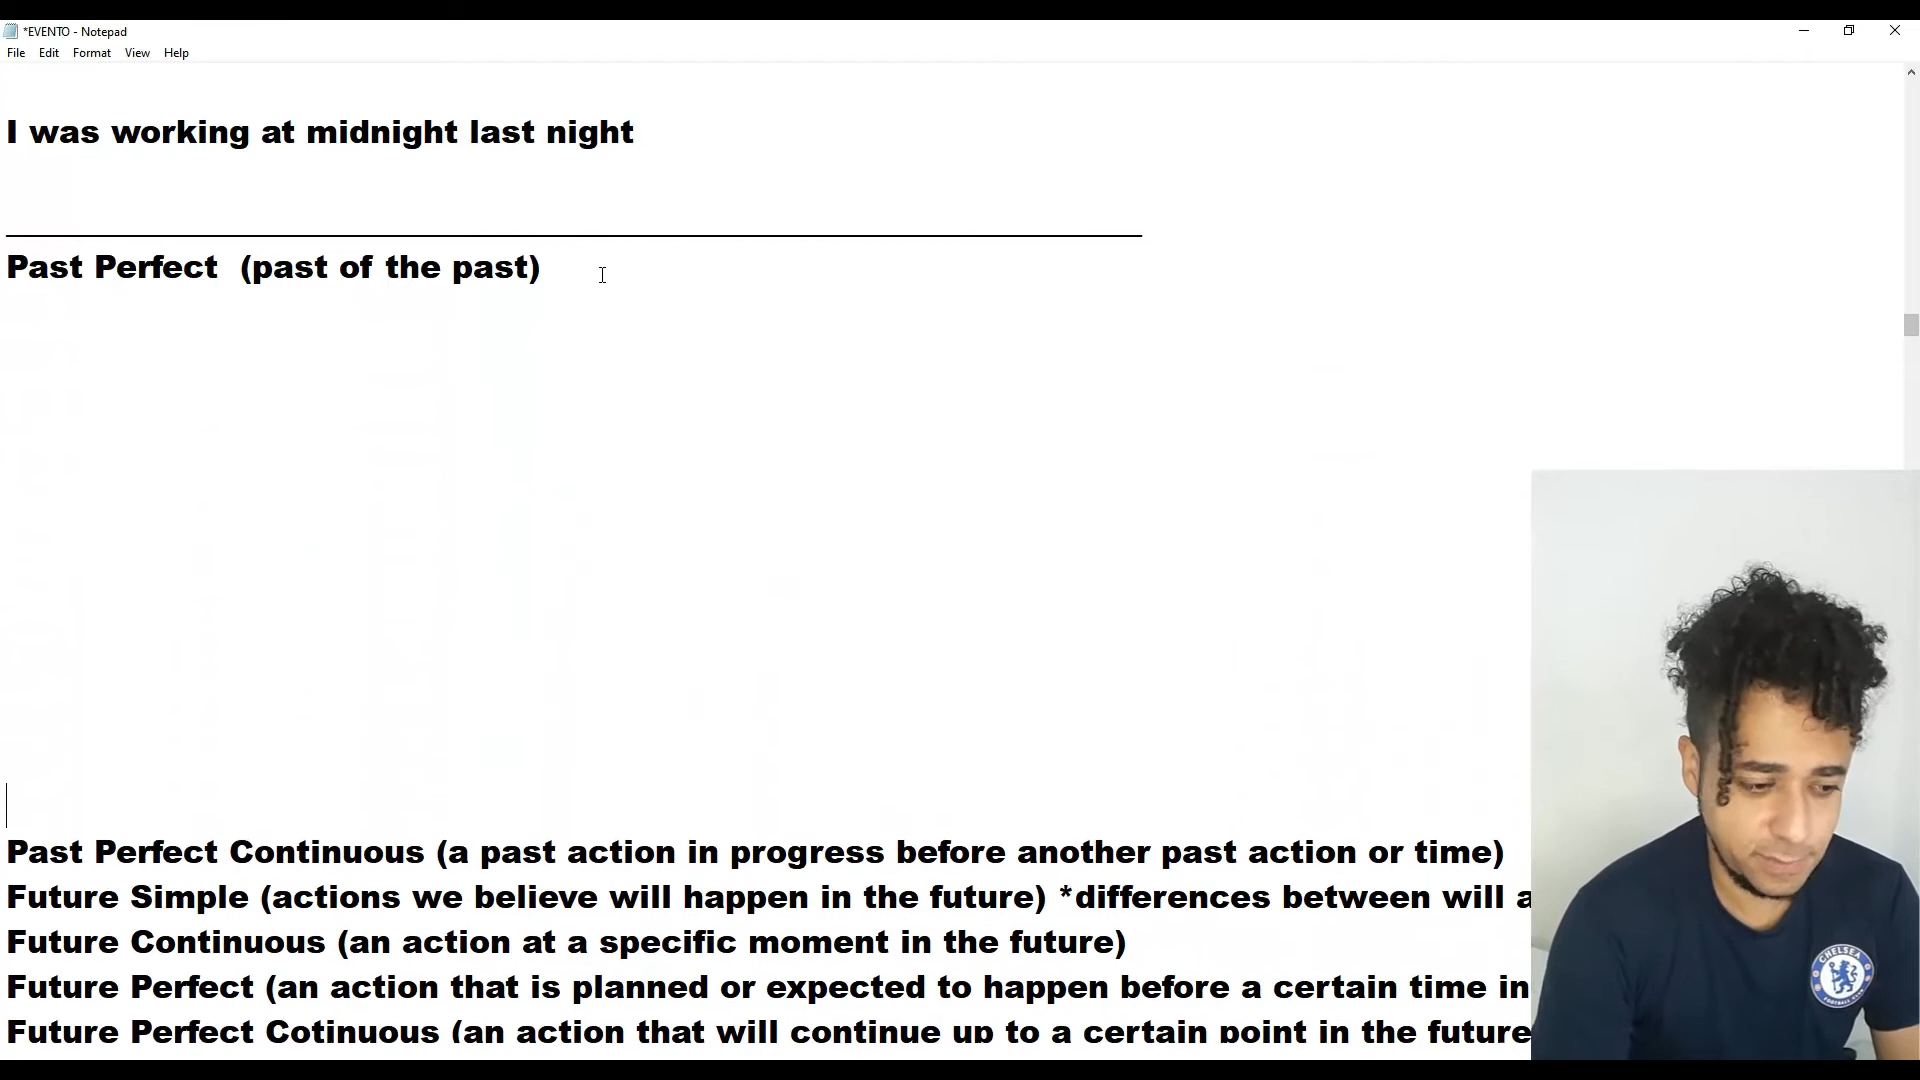 *EVENTO - Notepad
File Edit Format View Help
I was working at midnight last night
Past Perfect  (past of the past)
Past Perfect Continuous (a past action in progress before another past action or time)
Future Simple (actions we believe will happen in the future) *differences between will a
Future Continuous (an action at a specific moment in the future)
Future Perfect (an action that is planned or expected to happen before a certain time in
Future Perfect Cotinuous (an action that will continue up to a certain point in the future
CHELSEA
FOOTBALL CLUB